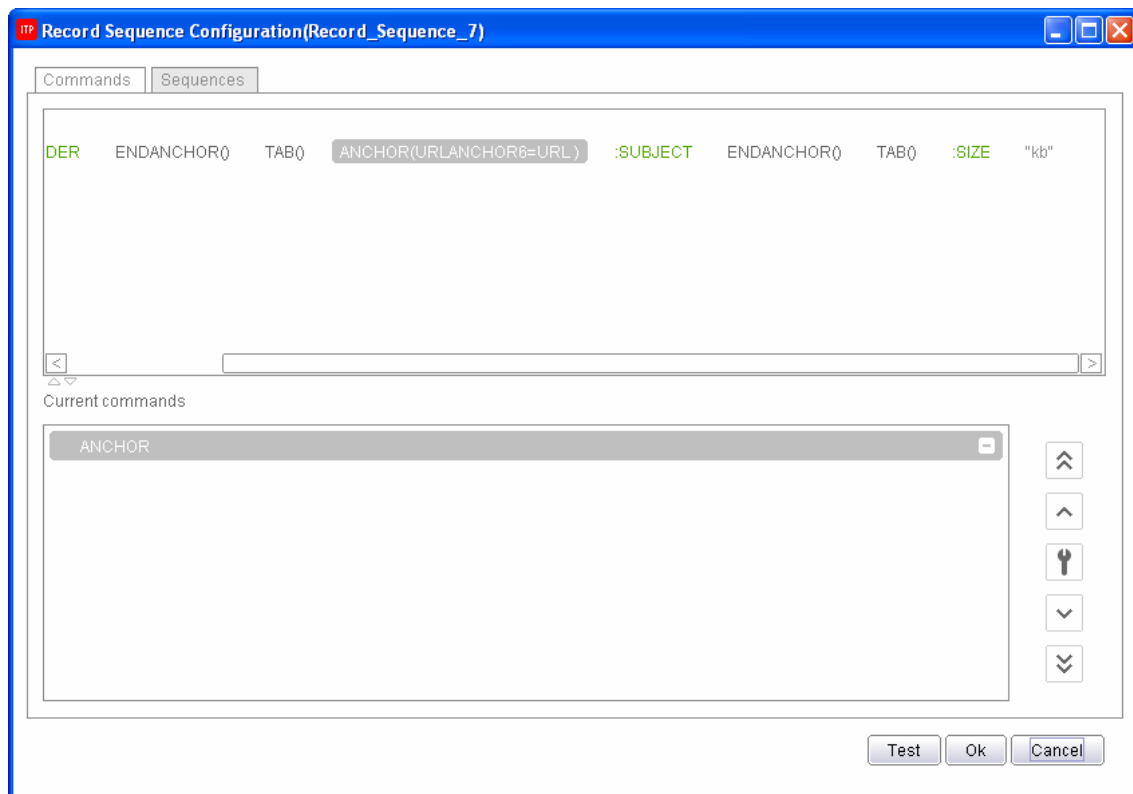 ITP Record Sequence Configuration(Record_Sequence_7)
Commands Sequences
DER ENDANCHOR() TAB() ANCHOR(URLANCHOR6=URL ) :SUBJECT ENDANCHOR() TAB() :SIZE "kb"
Current commands
ANCHOR
Test Ok Cancel